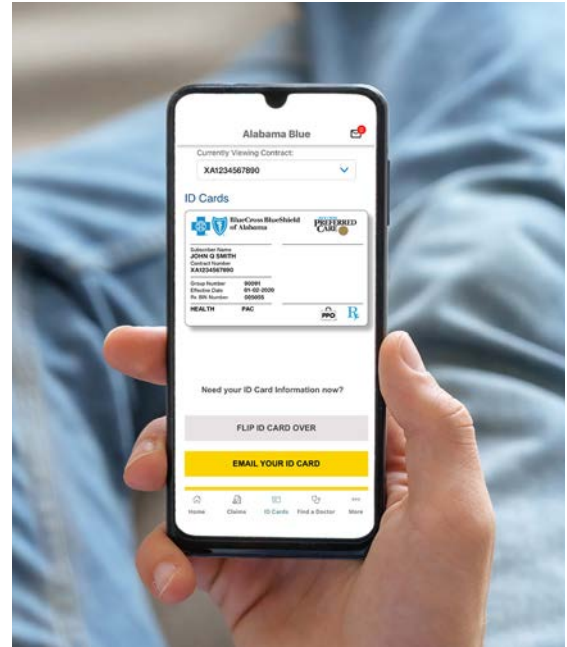 Alabama Blue
Currently Viewing Contract:
XA1234567890
ID Cards
BlueCross BlueShield
of Alabama
PREFERRED
CARE
Subscriber Name
JOHN Q SMITH
Contract Number
XA1234567890
Group Number 90091
Effective Date 01-02-2020
Rx BIN Number 005055
HEALTH PAC
PPO Rx
Need your ID Card Information now?
FLIP ID CARD OVER
EMAIL YOUR ID CARD
Home Claims ID Cards Find a Doctor More